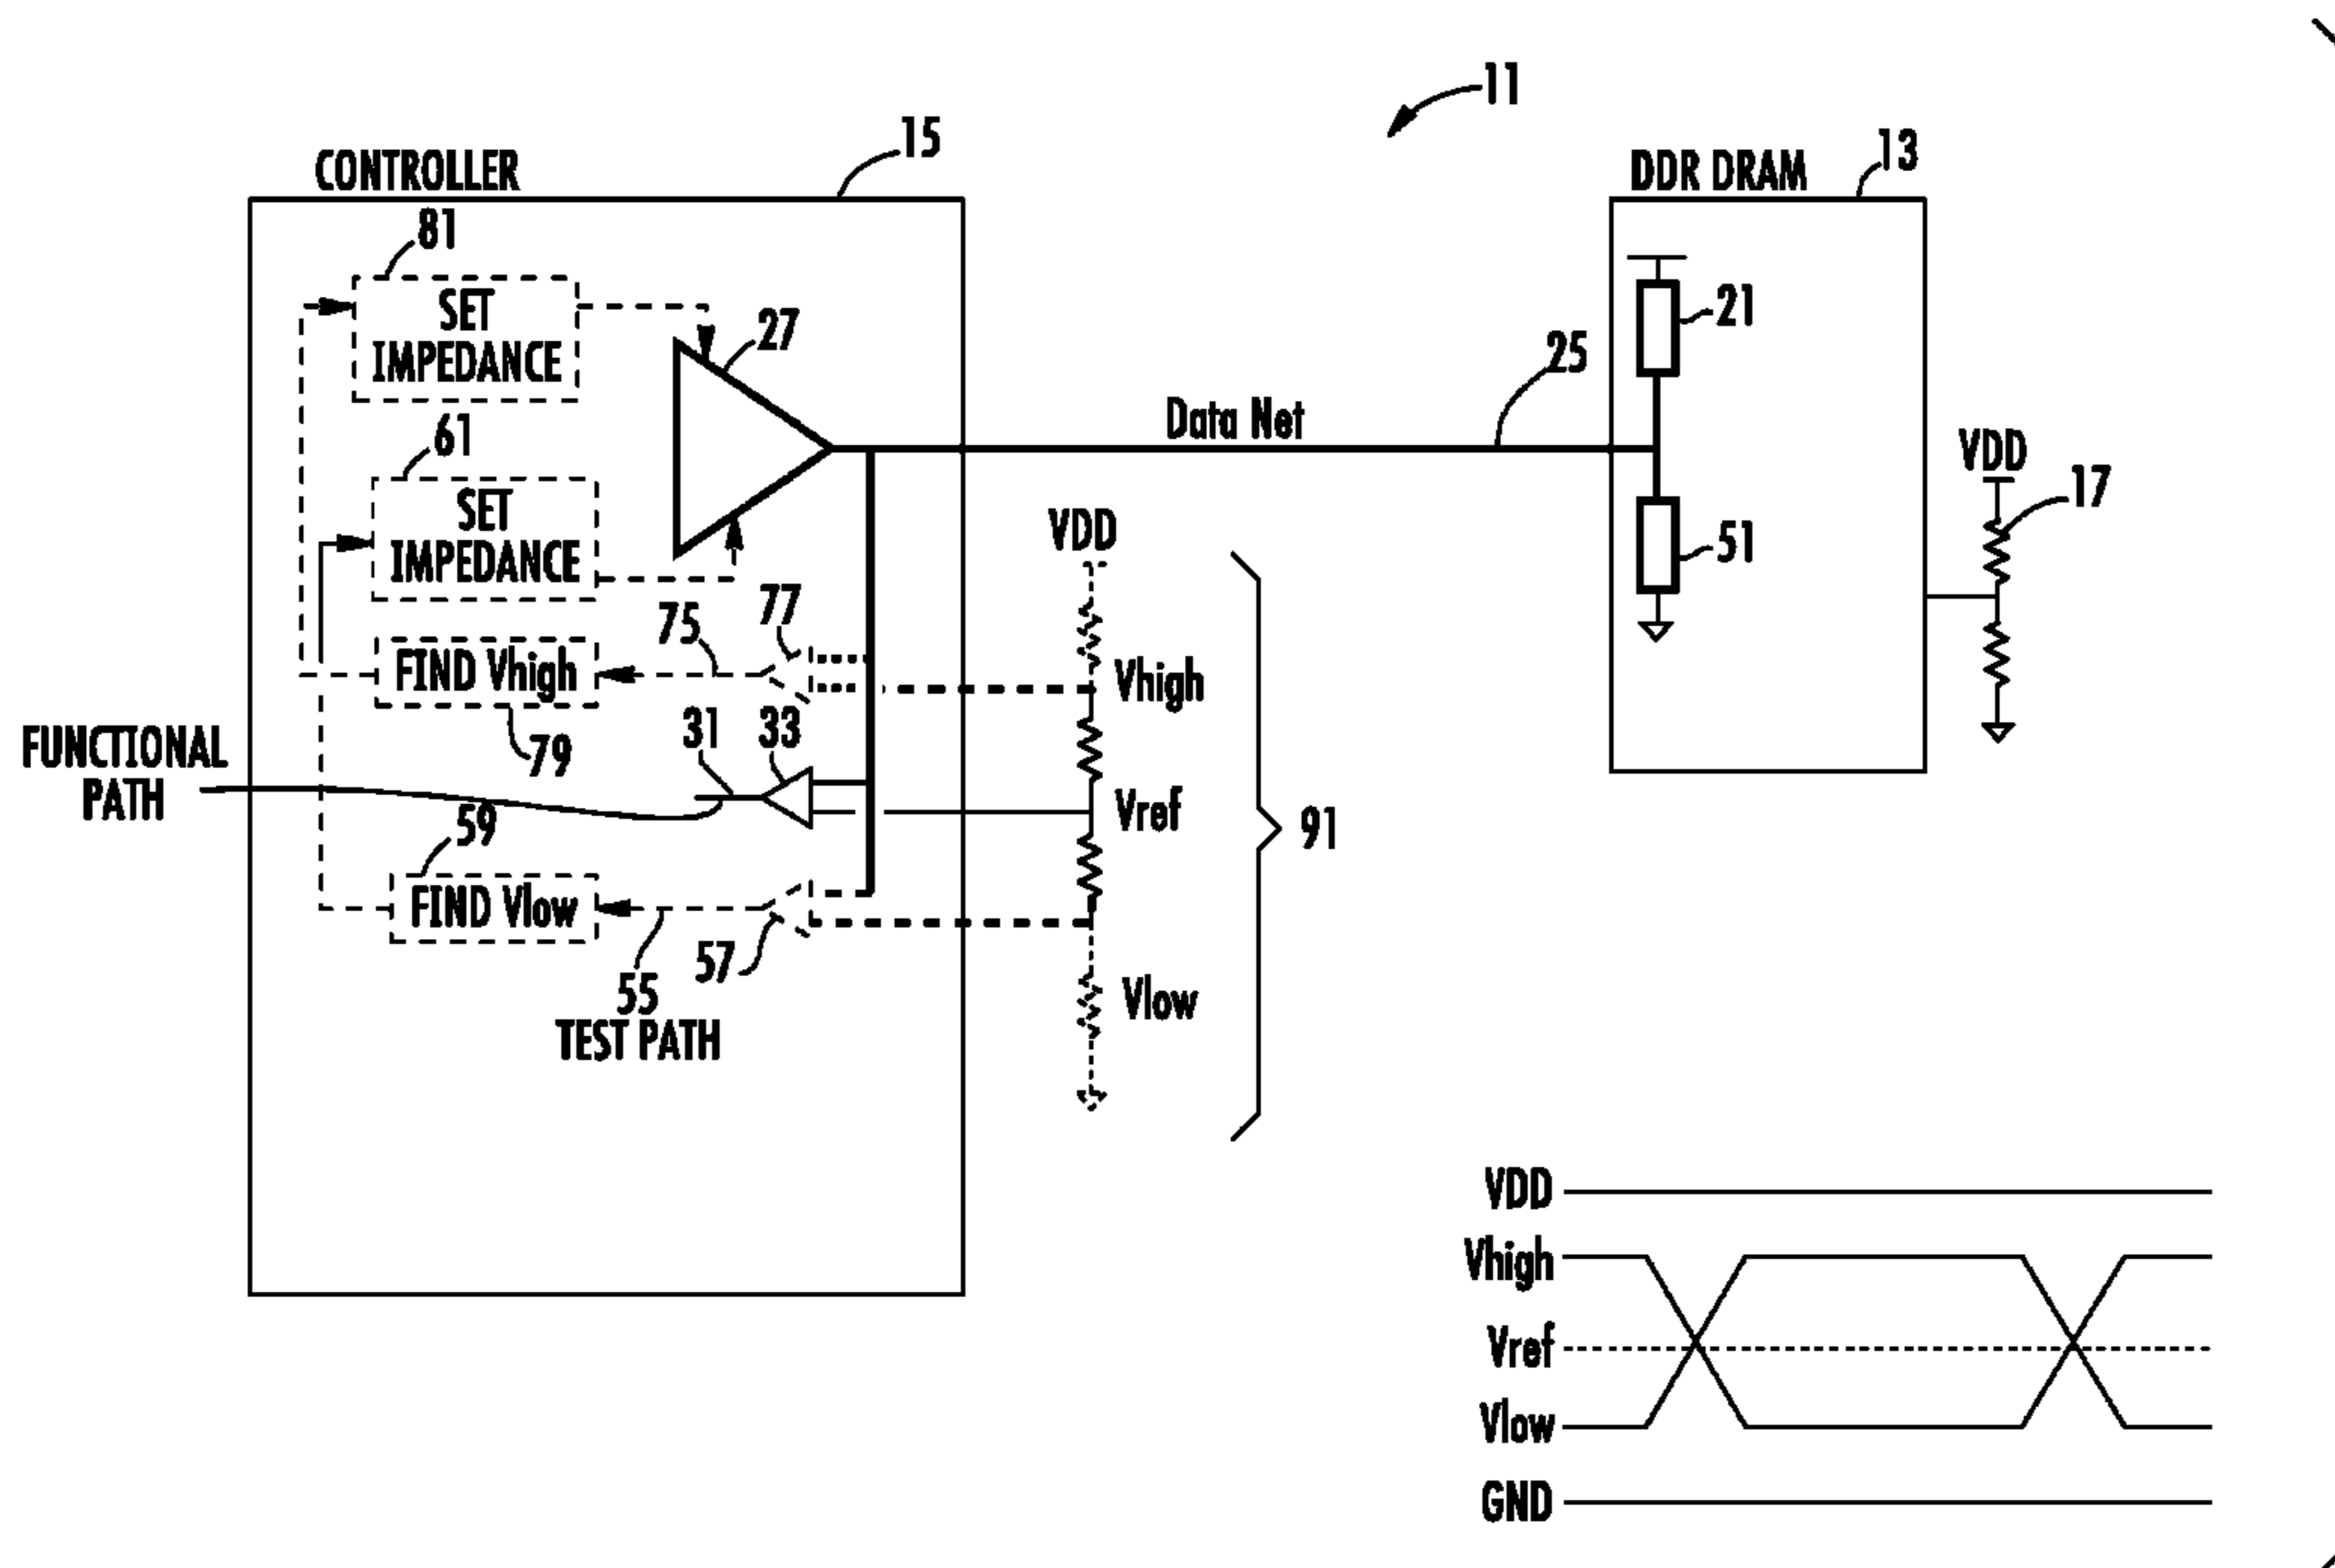 11
15
CONTROLLER
13
DDR DRAM
81
SET
IMPEDANCE
27
21
25
61
Data Net
VDD
17
SET
IMPEDANCE
VDD
51
77
75
FIND Vhigh
Vhigh
31
33
79
FUNCTIONAL
PATH
59
Vref
91
FIND Vlow
57
55
TEST PATH
Vlow
VDD
Vhigh
Vref
Vlow
GND